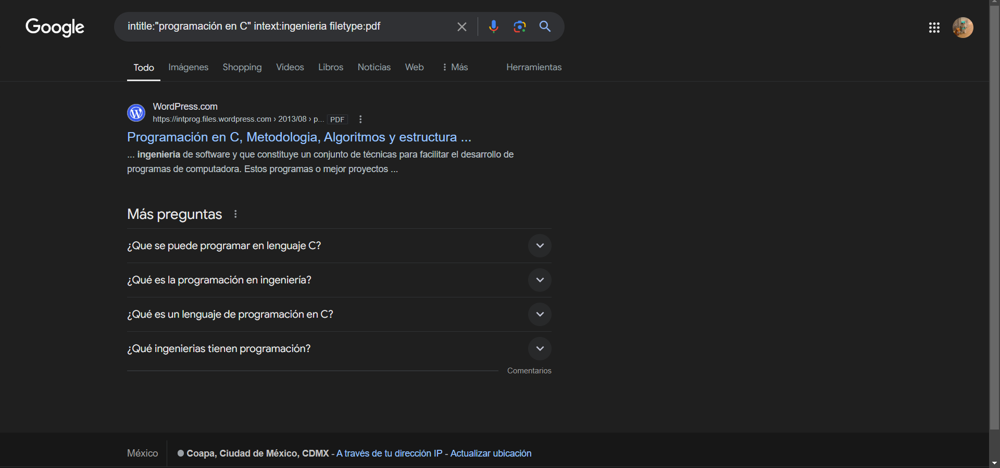 Google
intitle:"programación en C" intext:ingenieria filetype:pdf
Todo Imágenes Shopping Videos Libros Noticias Web Más Herramientas
WordPress.com
https://intprog.files.wordpress.com › 2013/08 › p... PDF
Programación en C, Metodologia, Algoritmos y estructura ...
... ingenieria de software y que constituye un conjunto de técnicas para facilitar el desarrollo de
programas de computadora. Estos programas o mejor proyectos ...
Más preguntas
¿Que se puede programar en lenguaje C?
¿Qué es la programación en ingeniería?
¿Qué es un lenguaje de programación en C?
¿Qué ingenierias tienen programación?
Comentarios
México Coapa, Ciudad de México, CDMX - A través de tu dirección IP - Actualizar ubicación